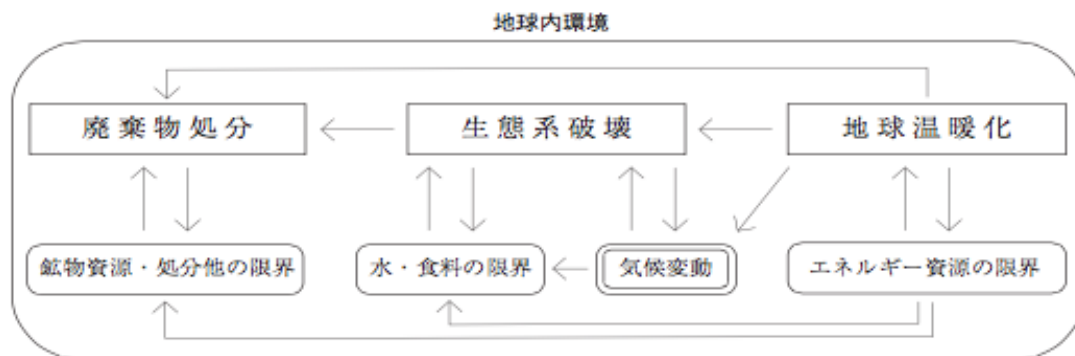 地球内環境
廃棄物処分
生態系破壊
地球温暖化
鉱物資源・処分他の限界
水・食料の限界
気候変動
エネルギー資源の限界